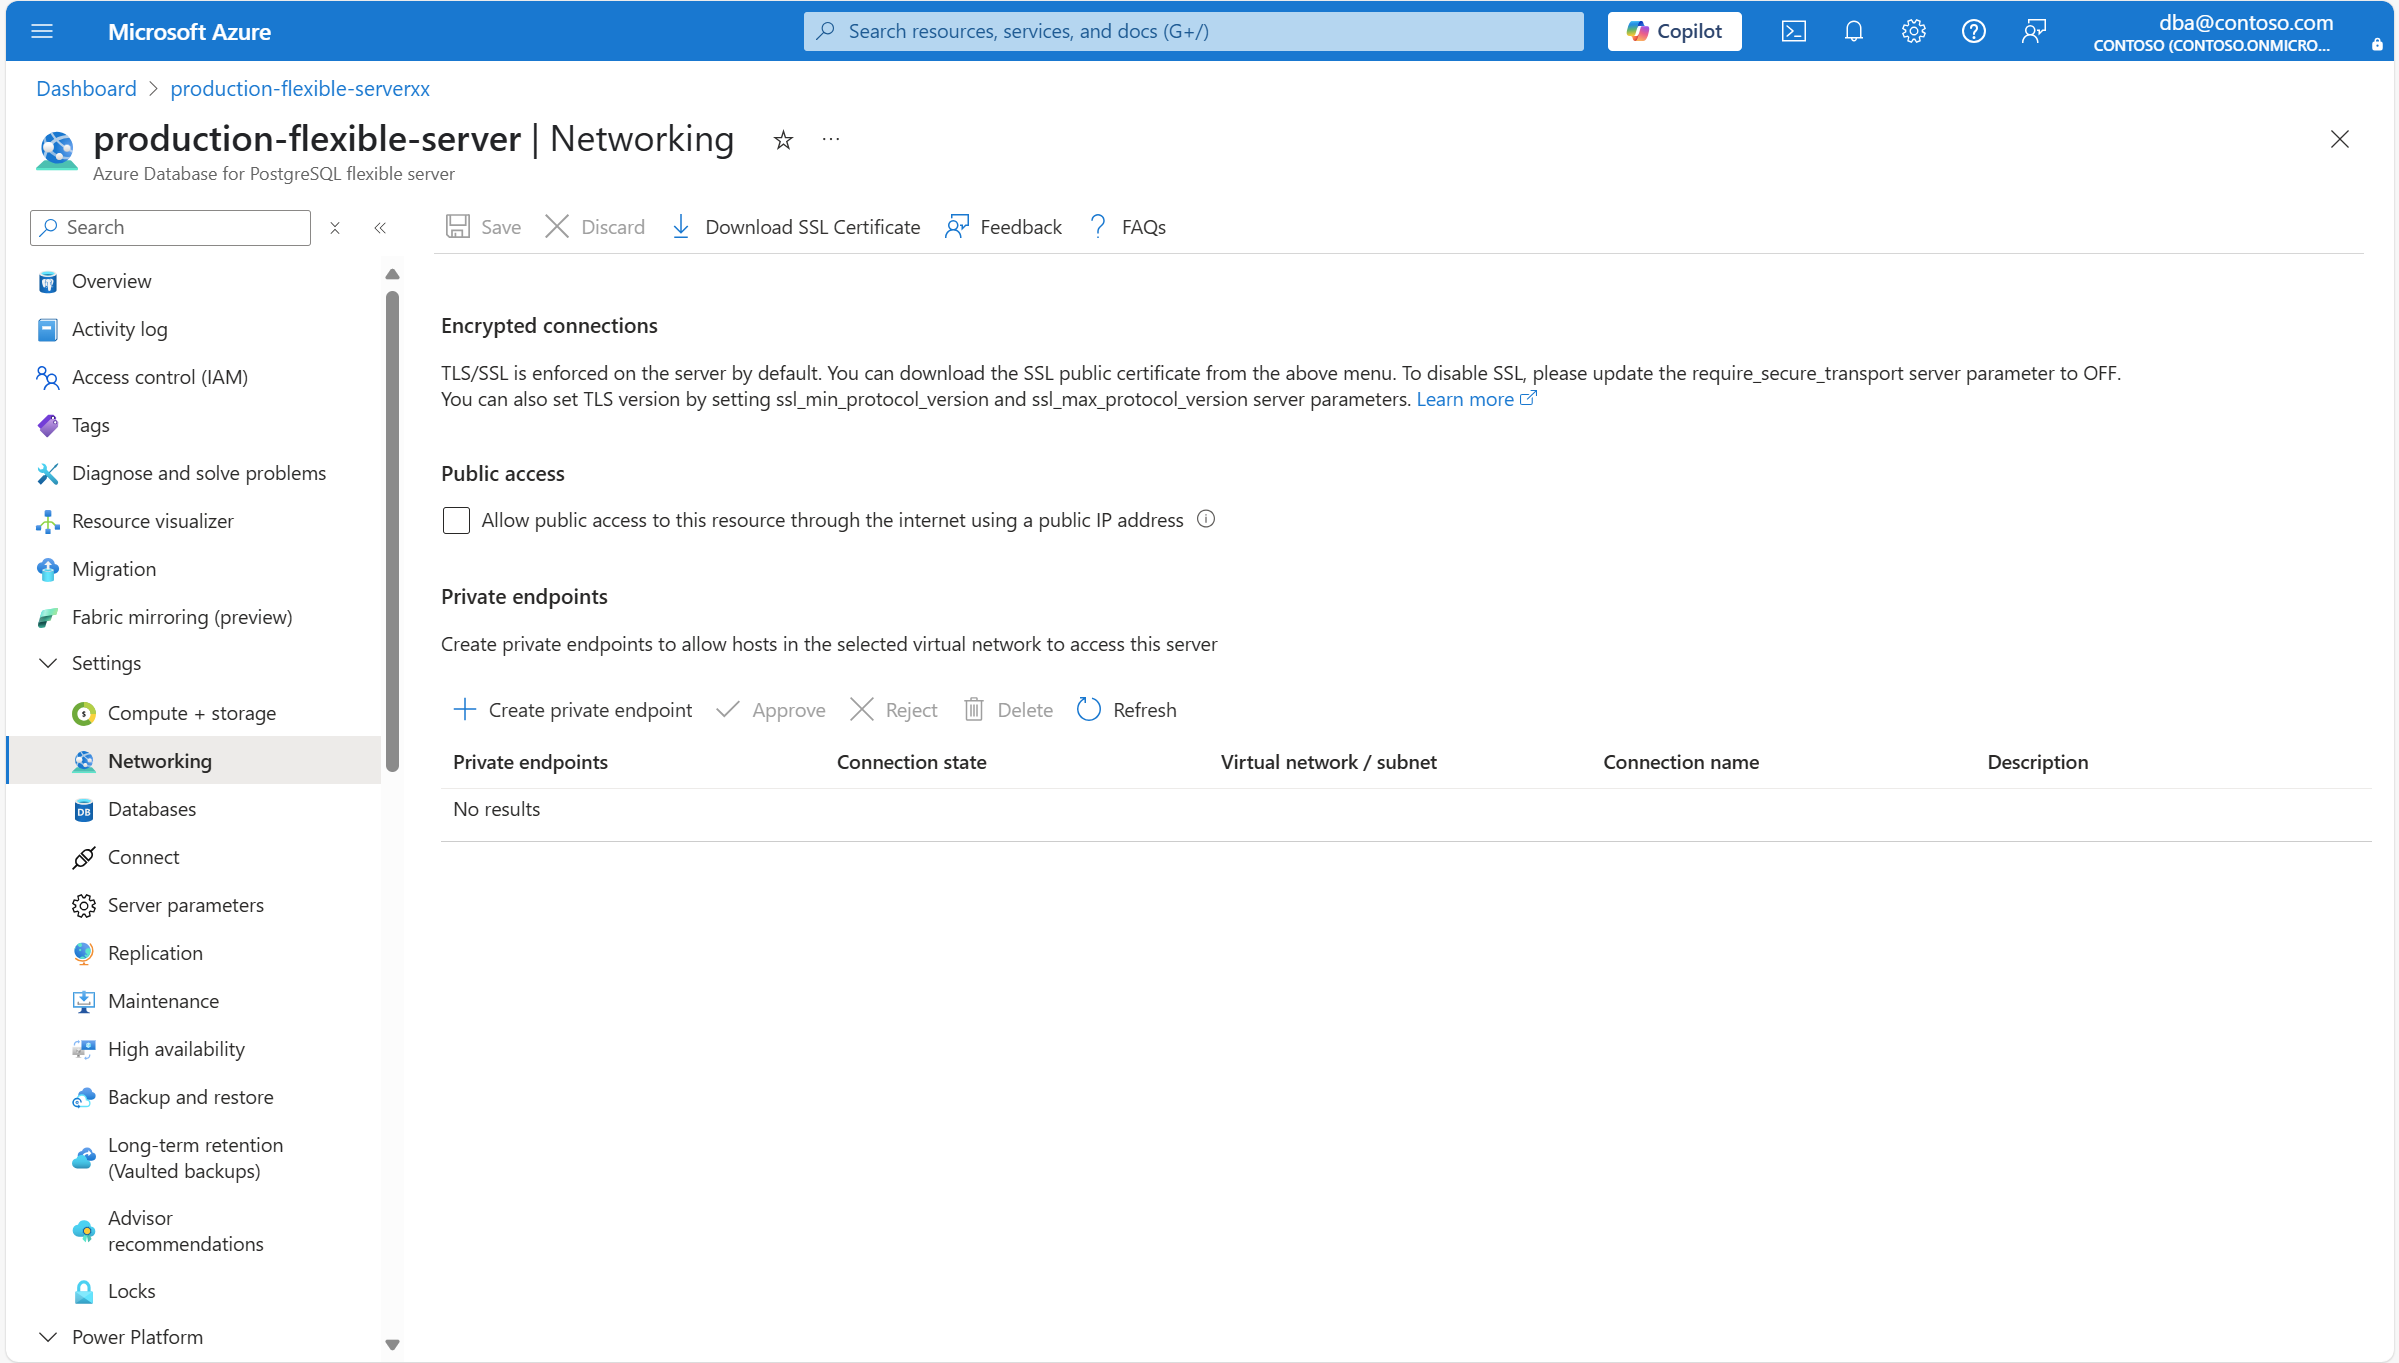 Microsoft Azure
Search resources, services, and docs (G+/)
Copilot
dba@contoso.com
CONTOSO (CONTOSO.ONMICRO...
Dashboard > production-flexible-serverxx
production-flexible-server | Networking
Azure Database for PostgreSQL flexible server
Search
Save
Discard
Download SSL Certificate
Feedback
FAQs
Overview
Activity log
Access control (IAM)
Tags
Diagnose and solve problems
Resource visualizer
Migration
Fabric mirroring (preview)
Settings
Compute + storage
Networking
Databases
Connect
Server parameters
Replication
Maintenance
High availability
Backup and restore
Long-term retention
(Vaulted backups)
Advisor
recommendations
Locks
Power Platform
Encrypted connections
TLS/SSL is enforced on the server by default. You can download the SSL public certificate from the above menu. To disable SSL, please update the require_secure_transport server parameter to OFF.
You can also set TLS version by setting ssl_min_protocol_version and ssl_max_protocol_version server parameters. Learn more
Public access
Allow public access to this resource through the internet using a public IP address
Private endpoints
Create private endpoints to allow hosts in the selected virtual network to access this server
Create private endpoint
Approve
Reject
Delete
Refresh
Private endpoints
Connection state
Virtual network / subnet
Connection name
Description
No results